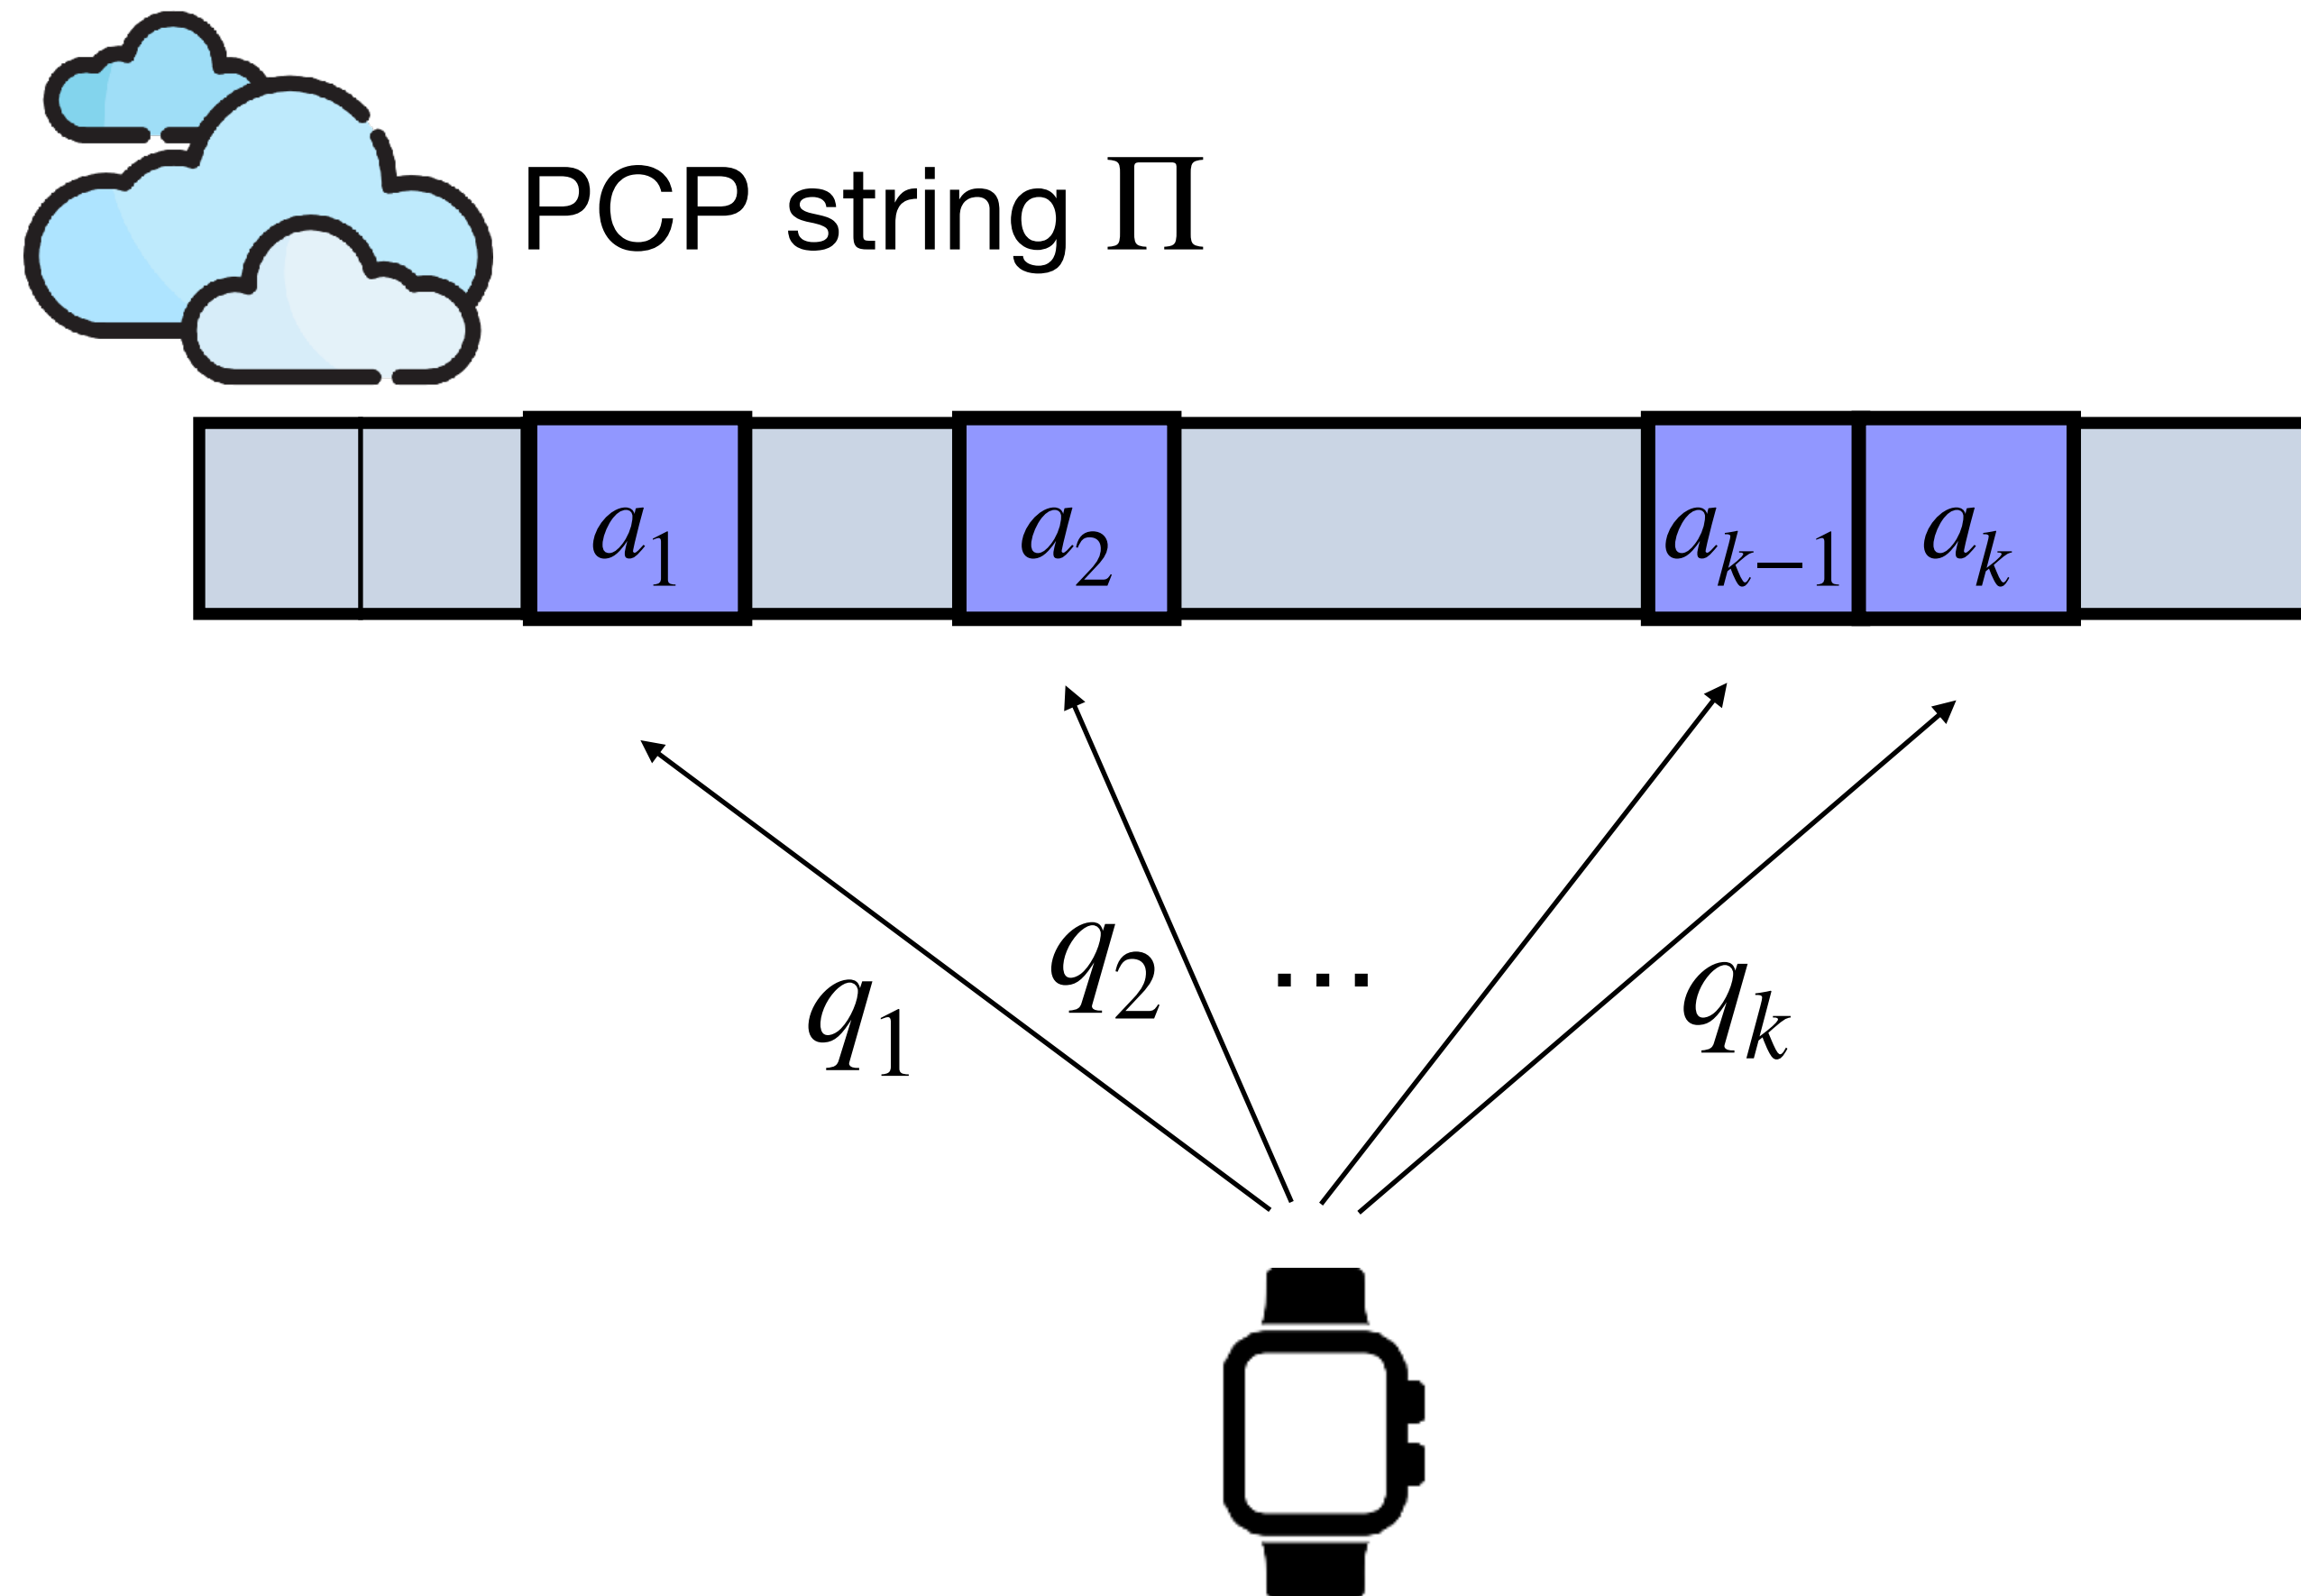 PCP string Π
a₁ a₂ aₖ₋₁ aₖ
q₁ q₂ ... qₖ